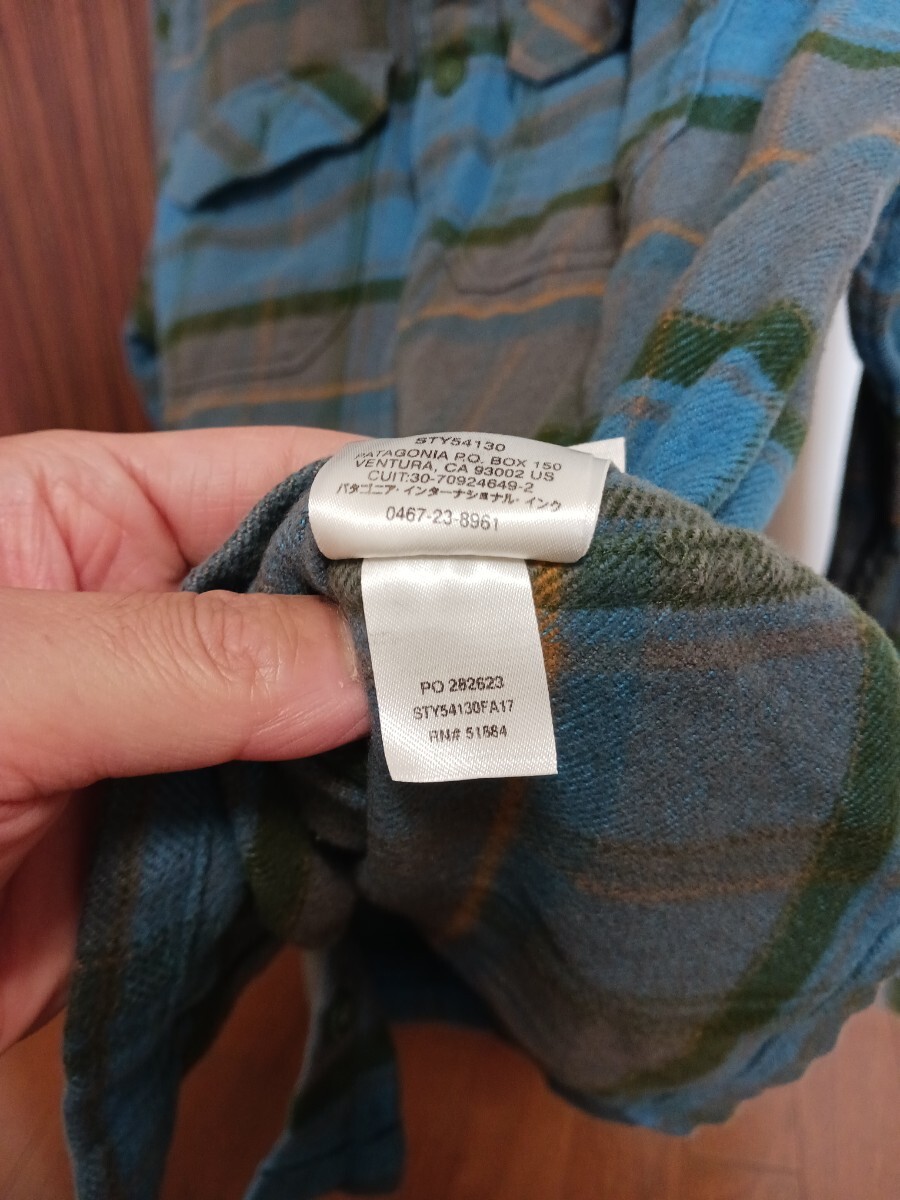 STY54130
PATAGONIA P.O. BOX 150
VENTURA, CA 93002 US
CUIT:30-70924649-2
パタゴニア・インターナショナル・インク
0467-23-8961
PO 282623
STY54130FA17
RN# 51884